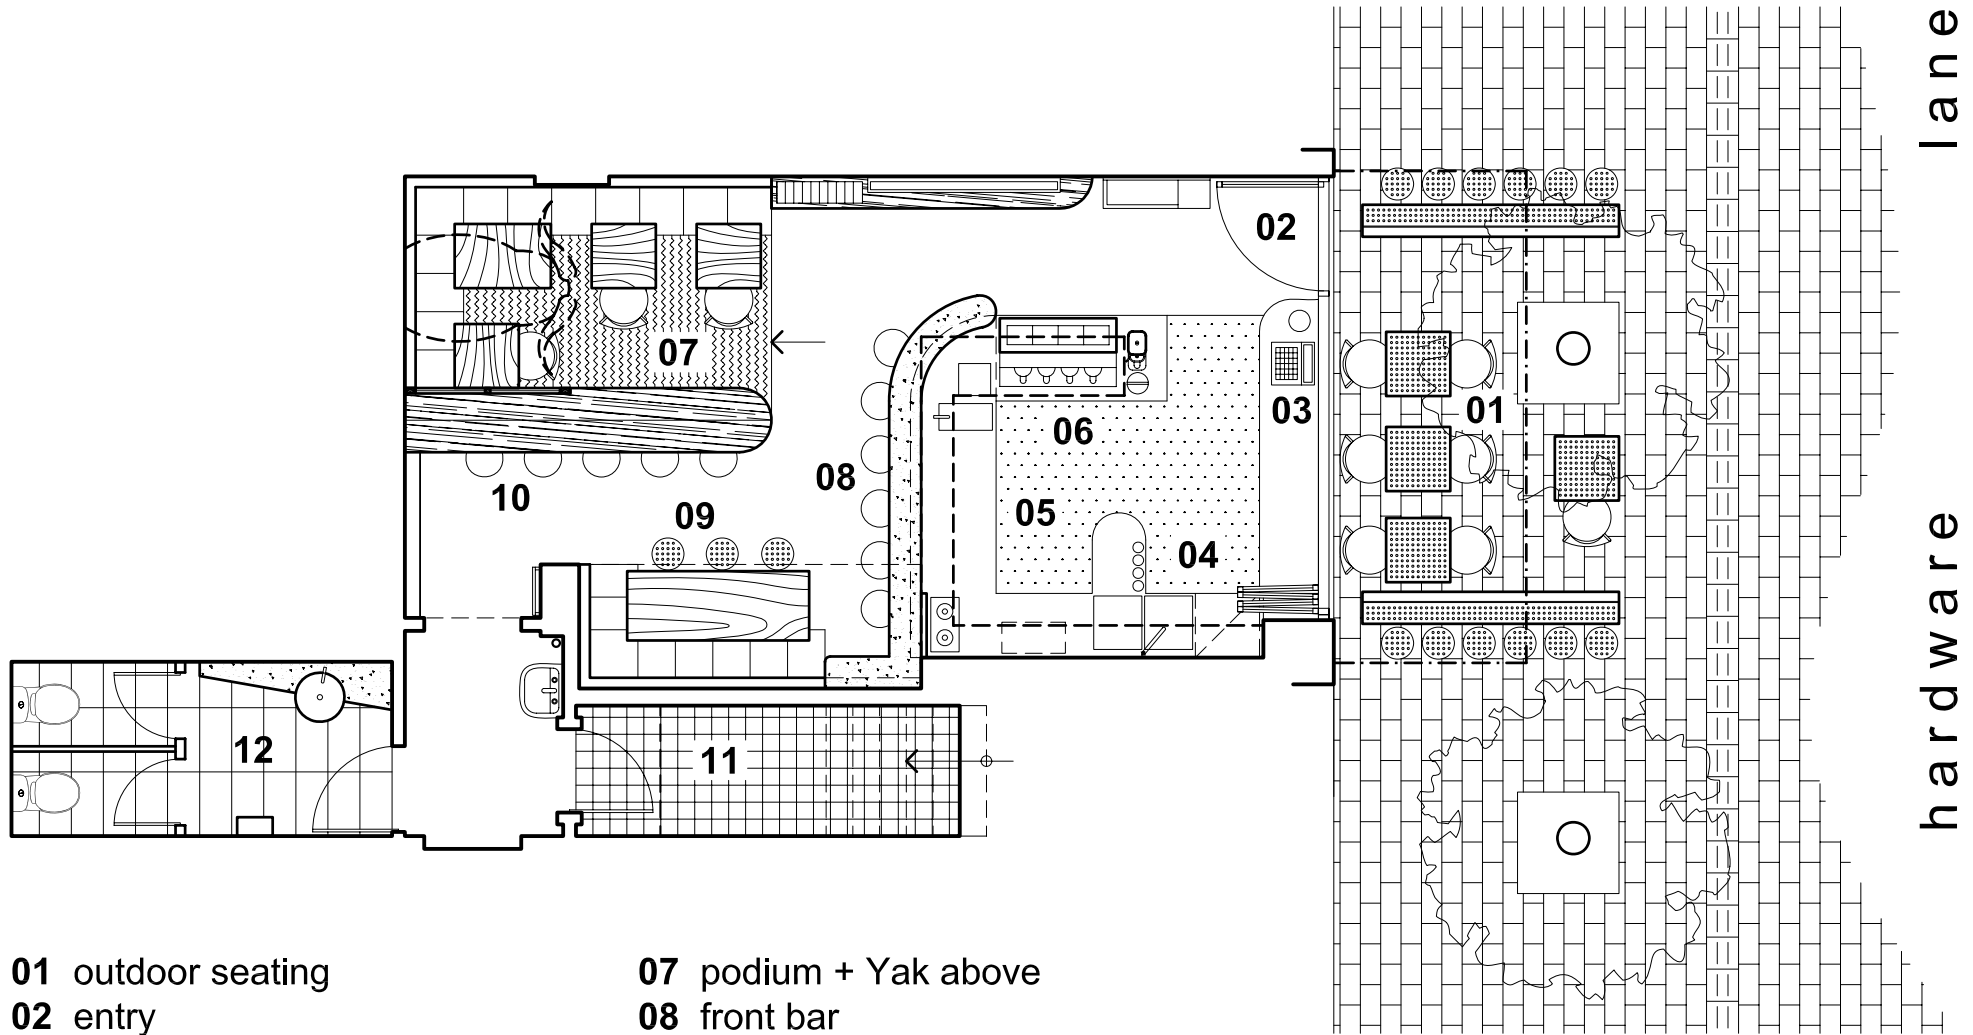 lane
02
07
01
03
06
08
10
05
09
04
12
11
hardware
01 outdoor seating
02 entry
07 podium + Yak above
08 front bar